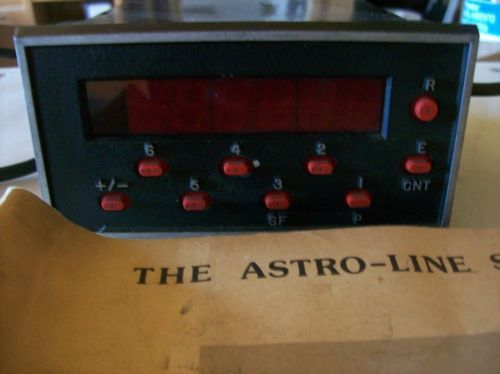 R
6 4 2 E
+/- 5 3 1 CNT
SF P
THE ASTRO-LINE S